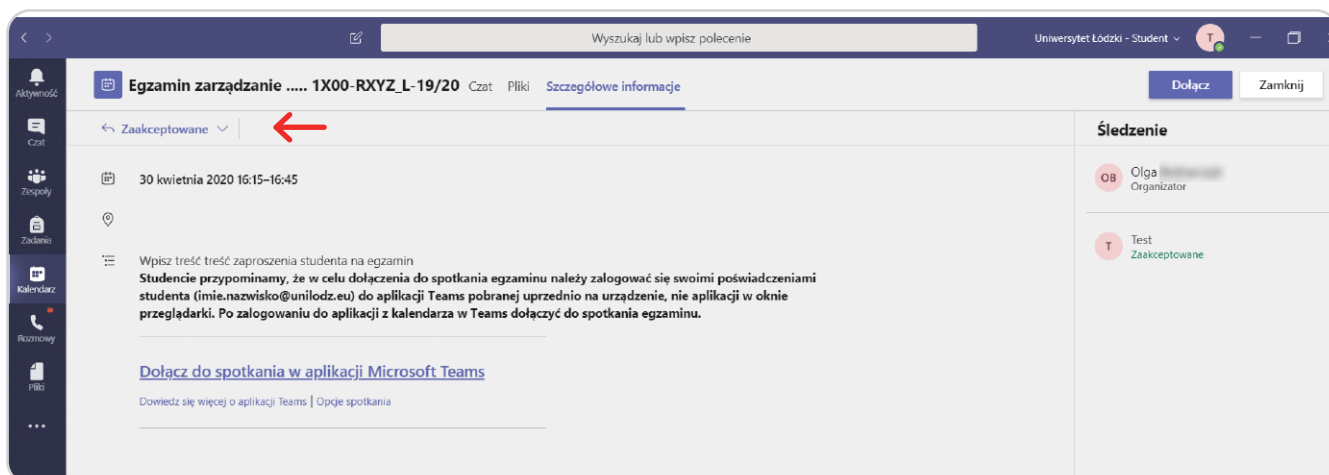 Wyszukaj lub wpisz polecenie
Uniwersytet Łódzki - Student
T
Aktywność
Czat
Zespoły
Zadania
Kalendarz
Rozmowy
Pliki
Egzamin zarządzanie ..... 1X00-RXYZ_L-19/20 Czat Pliki Szczegółowe informacje
Dołącz
Zamknij
Zaakceptowane
30 kwietnia 2020 16:15–16:45
Wpisz treść treść zaproszenia studenta na egzamin
Studencie przypominamy, że w celu dołączenia do spotkania egzaminu należy zalogować się swoimi poświadczeniami
studenta (imie.nazwisko@unilodz.eu) do aplikacji Teams pobranej uprzednio na urządzenie, nie aplikacji w oknie
przeglądarki. Po zalogowaniu do aplikacji z kalendarza w Teams dołączyć do spotkania egzaminu.
Dołącz do spotkania w aplikacji Microsoft Teams
Dowiedz się więcej o aplikacji Teams | Opcje spotkania
Śledzenie
OB
Olga
Organizator
T
Test
Zaakceptowane